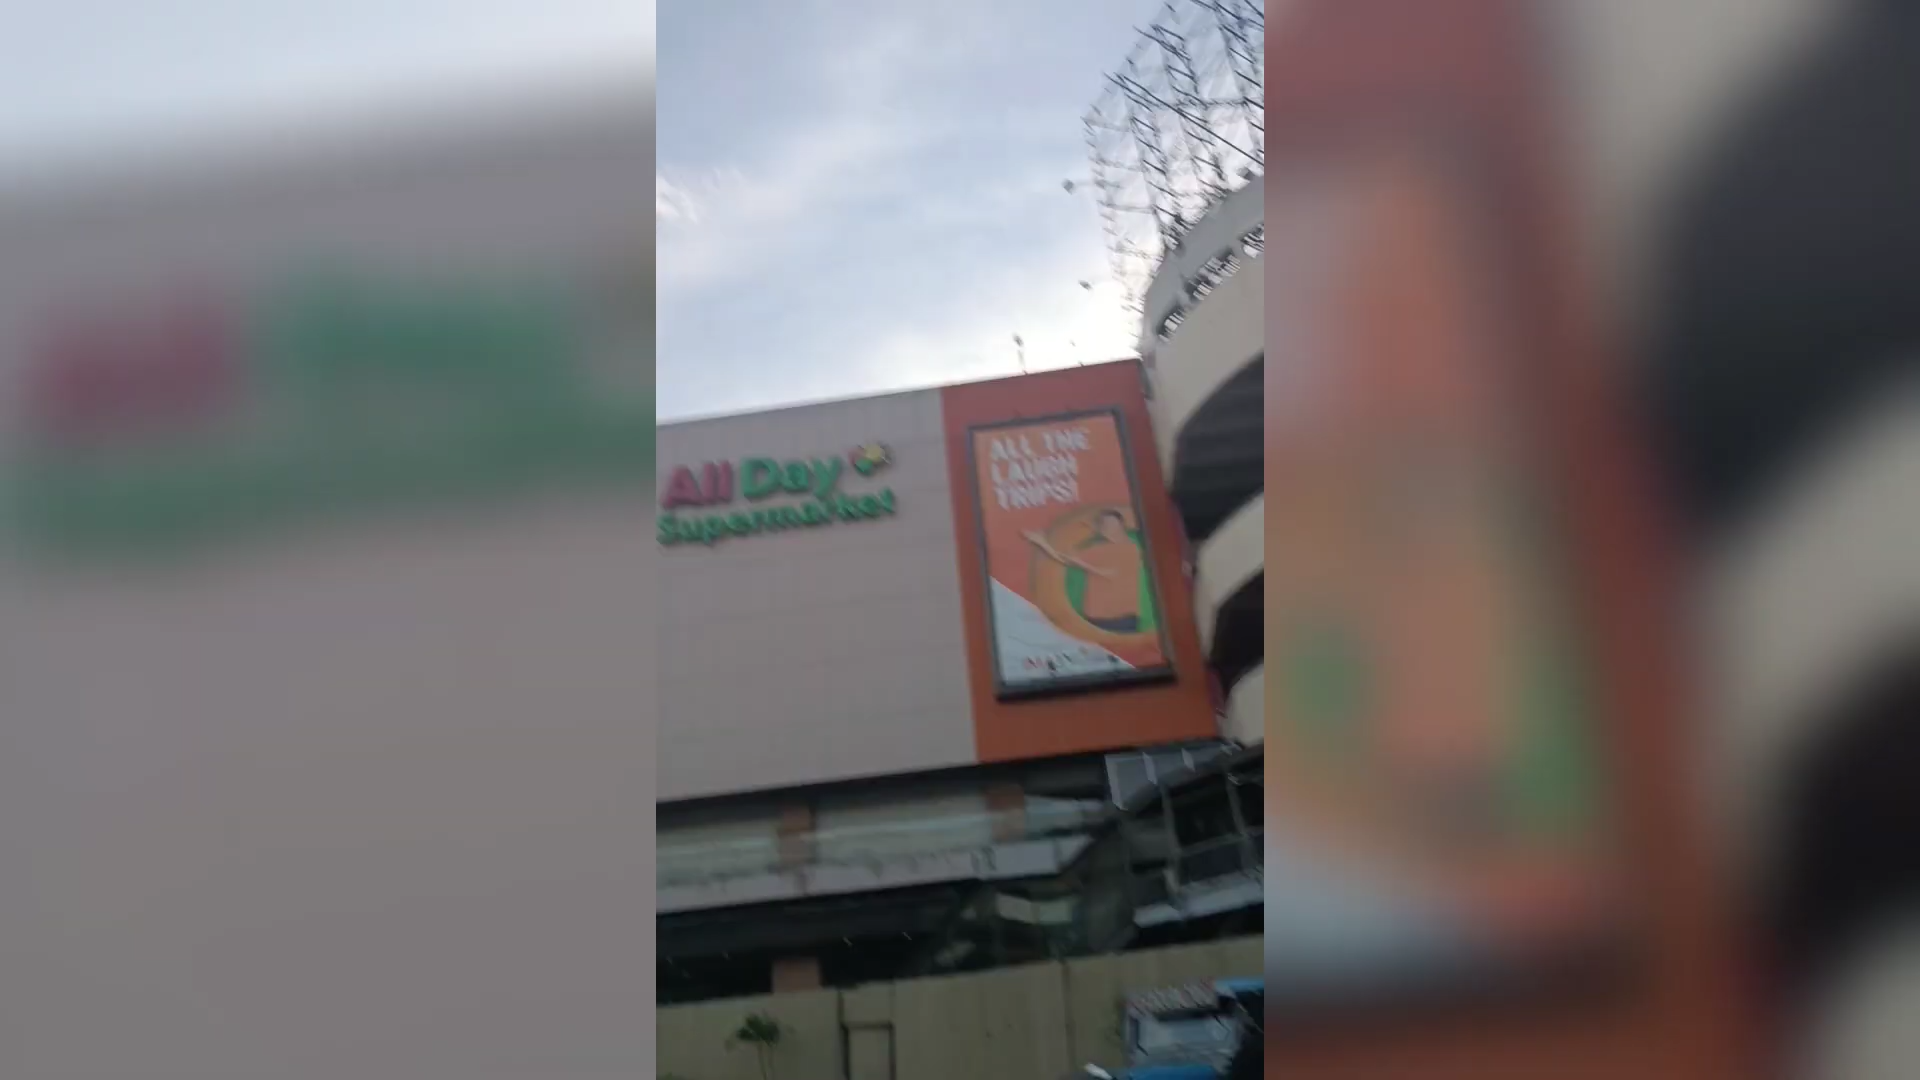 All Day
Supermarket
ALL THE
LAUGH
TRIPS!